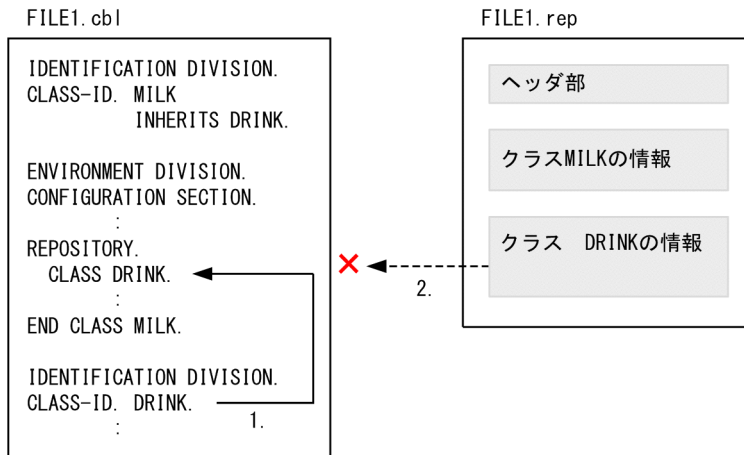 FILE1.cbl
IDENTIFICATION DIVISION.
CLASS-ID. MILK
INHERITS DRINK.
ENVIRONMENT DIVISION.
CONFIGURATION SECTION.
:
REPOSITORY.
CLASS DRINK.
:
END CLASS MILK.
IDENTIFICATION DIVISION.
CLASS-ID. DRINK.
:
1.
2.
FILE1.rep
ヘッダ部
クラスMILKの情報
クラス　DRINKの情報